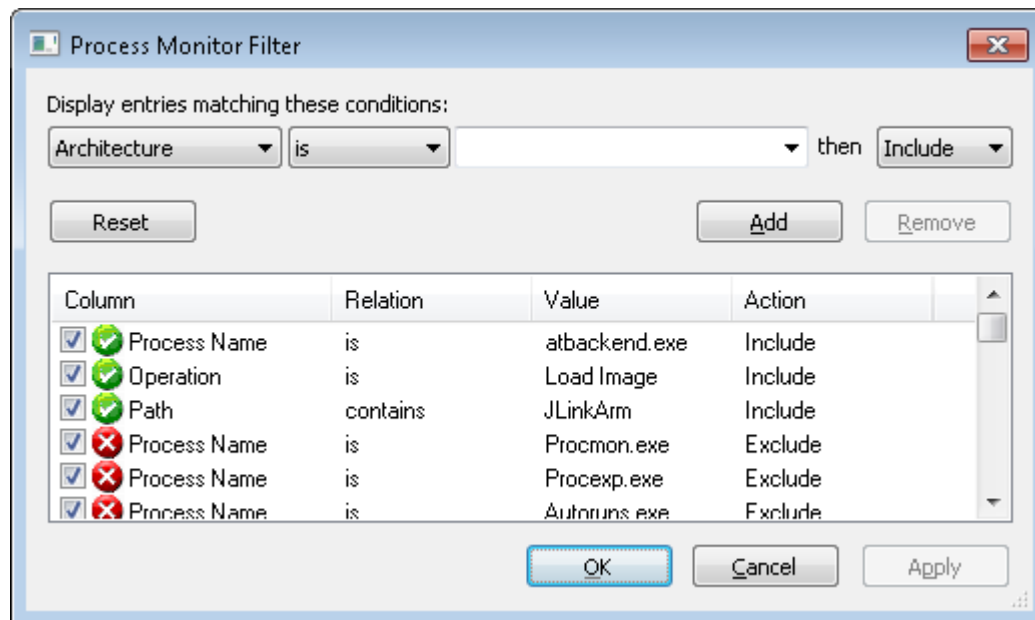 Process Monitor Filter
Display entries matching these conditions:
Architecture is then Include
Reset Add Remove
Column Relation Value Action
Process Name is atbackend.exe Include
Operation is Load Image Include
Path contains JLinkArm Include
Process Name is Procmon.exe Exclude
Process Name is Procexp.exe Exclude
Process Name is Autoruns.exe Exclude
OK Cancel Apply